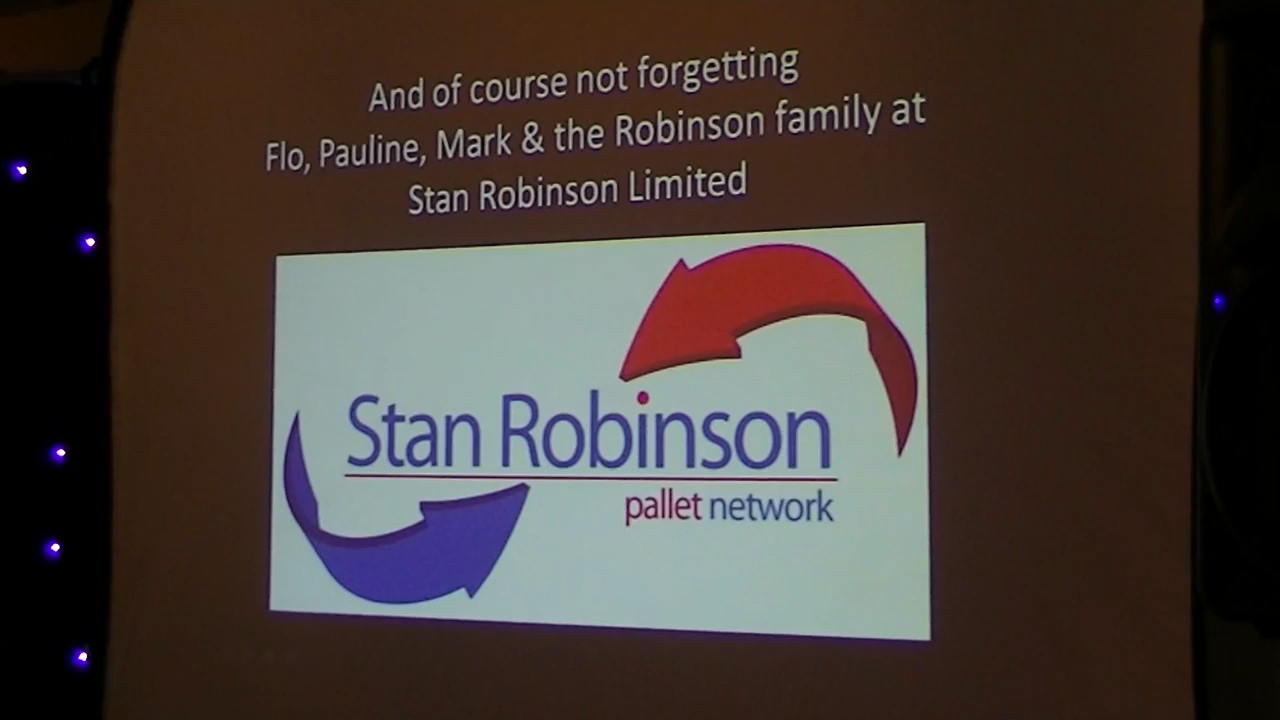 And of course not forgetting
Flo, Pauline, Mark & the Robinson family at
Stan Robinson Limited
Stan Robinson
pallet network